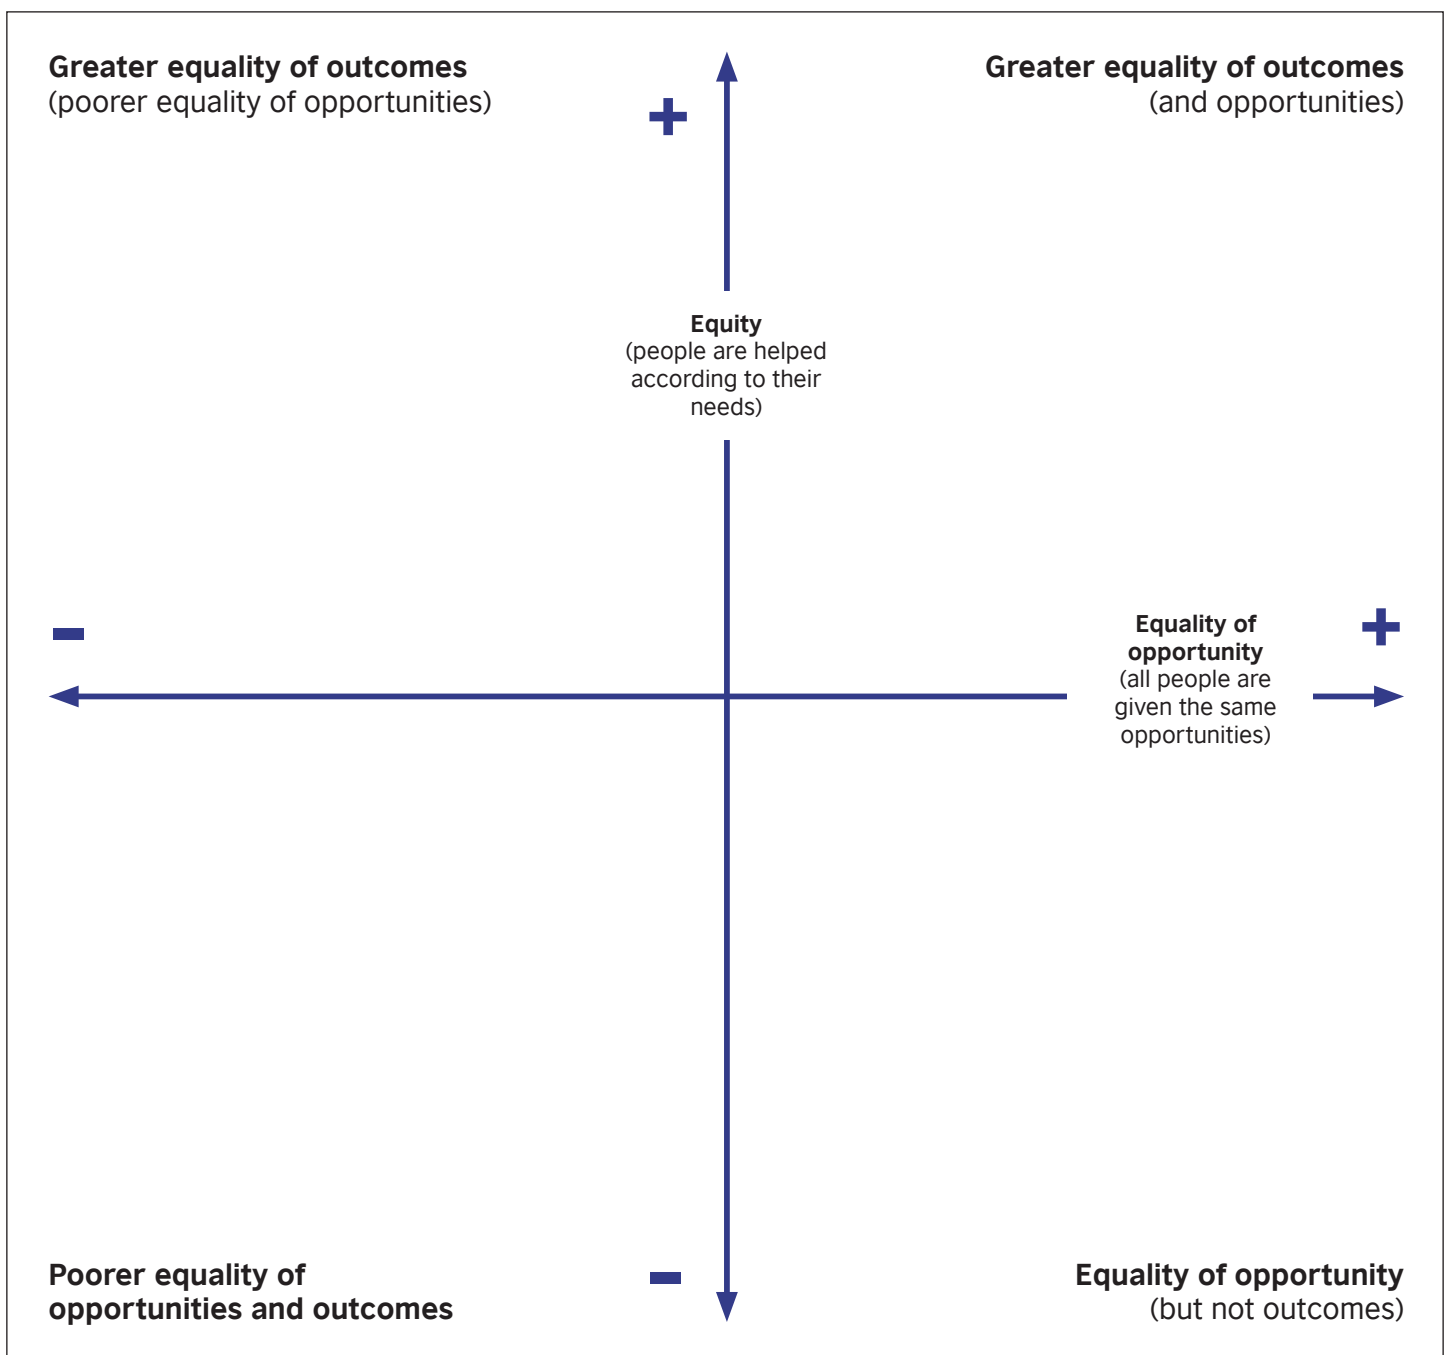 Greater equality of outcomes
(poorer equality of opportunities)
Greater equality of outcomes
(and opportunities)
+
Equity
(people are helped
according to their
needs)
-
Equality of
opportunity
(all people are
given the same
opportunities)
+
Poorer equality of
opportunities and outcomes
-
Equality of opportunity
(but not outcomes)